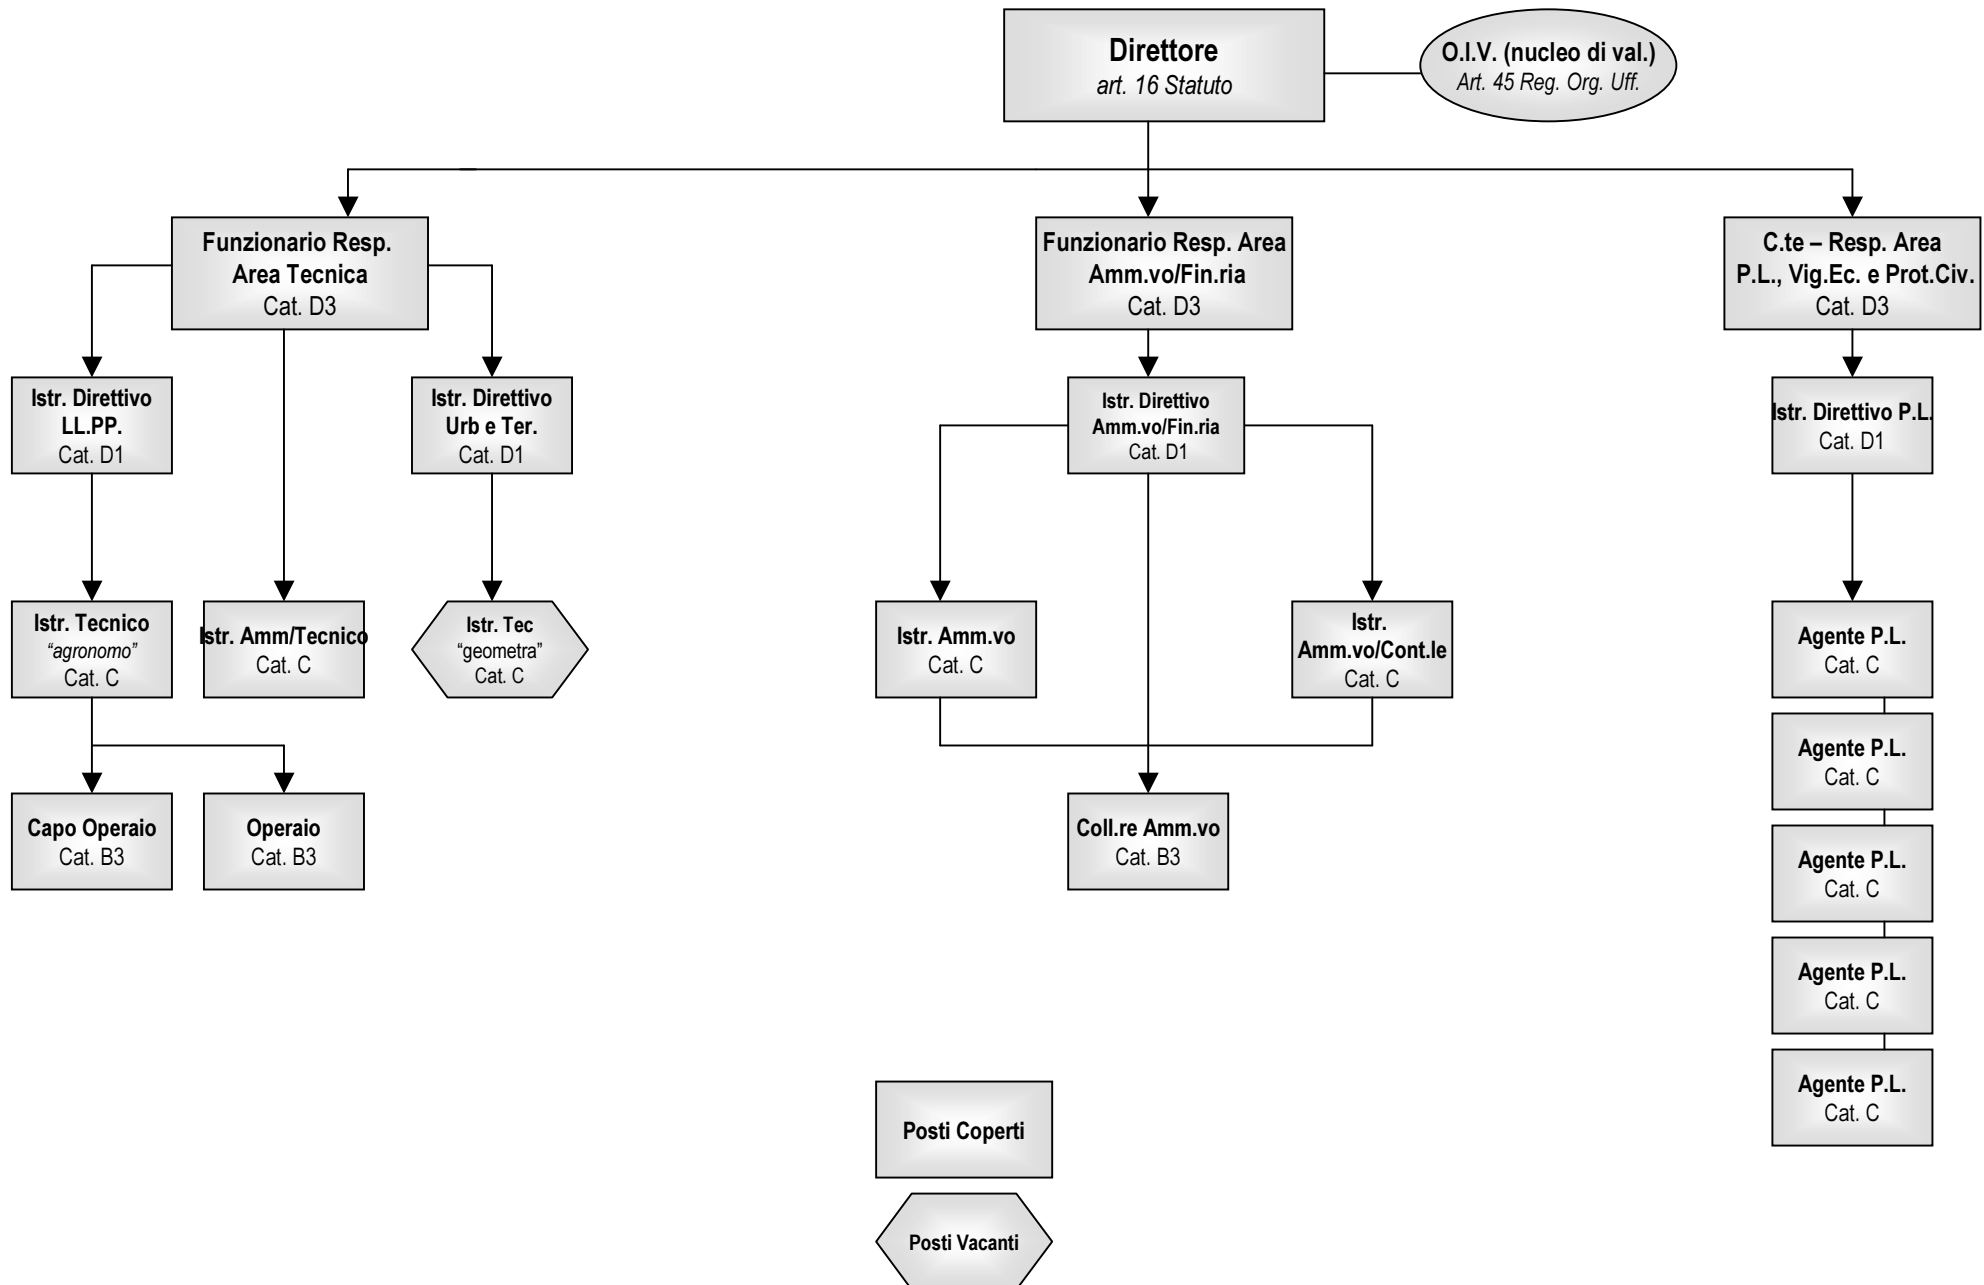 Direttore
art. 16 Statuto
O.I.V. (nucleo di val.)
Art. 45 Reg. Org. Uff.
Funzionario Resp.
Area Tecnica
Cat. D3
Funzionario Resp. Area
Amm.vo/Fin.ria
Cat. D3
C.te – Resp. Area
P.L., Vig.Ec. e Prot.Civ.
Cat. D3
Istr. Direttivo
LL.PP.
Cat. D1
Istr. Direttivo
Urb e Ter.
Cat. D1
Istr. Direttivo
Amm.vo/Fin.ria
Cat. D1
Istr. Direttivo P.L.
Cat. D1
Istr. Tecnico
“agronomo”
Cat. C
Istr. Amm/Tecnico
Cat. C
Istr. Tec
“geometra”
Cat. C
Istr. Amm.vo
Cat. C
Istr.
Amm.vo/Cont.le
Cat. C
Agente P.L.
Cat. C
Agente P.L.
Cat. C
Capo Operaio
Cat. B3
Operaio
Cat. B3
Coll.re Amm.vo
Cat. B3
Agente P.L.
Cat. C
Agente P.L.
Cat. C
Agente P.L.
Cat. C
Posti Coperti
Posti Vacanti